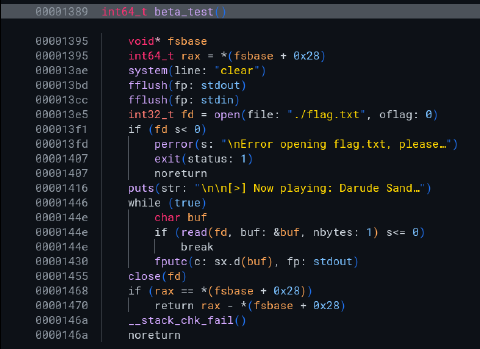 00001389 int64_t beta_test()
00001395 void* fsbase
00001395 int64_t rax = *(fsbase + 0x28)
000013ae system(line: "clear")
000013bd fflush(fp: stdout)
000013cc fflush(fp: stdin)
000013e5 int32_t fd = open(file: "./flag.txt", oflag: 0)
000013f1 if (fd s< 0)
000013fd perror(s: "\nError opening flag.txt, please…")
00001407 exit(status: 1)
00001407 noreturn
00001416 puts(str: "\n\n[>] Now playing: Darude Sand…")
00001446 while (true)
0000144e char buf
0000144e if (read(fd, buf: &buf, nbytes: 1) s<= 0)
0000144e break
00001430 fputc(c: sx.d(buf), fp: stdout)
00001455 close(fd)
00001468 if (rax == *(fsbase + 0x28))
00001470 return rax - *(fsbase + 0x28)
0000146a __stack_chk_fail()
0000146a noreturn